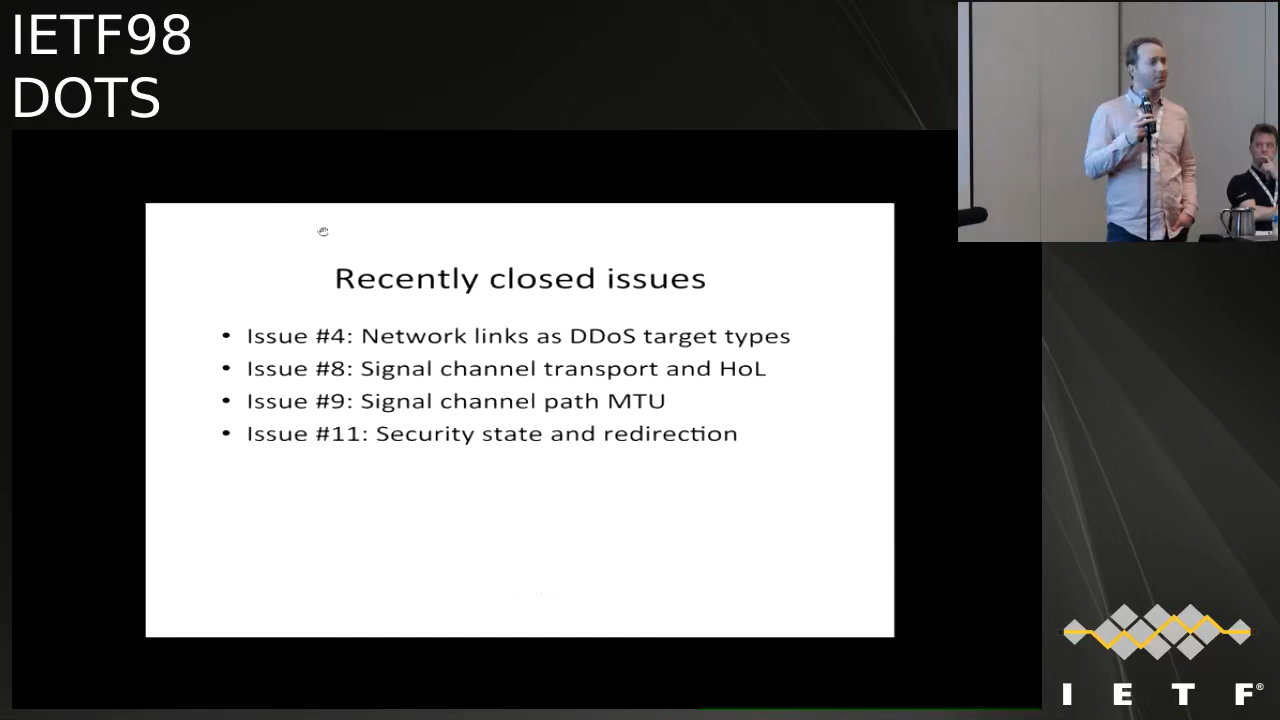 IETF98
DOTS
Recently closed issues
• Issue #4: Network links as DDoS target types
• Issue #8: Signal channel transport and HoL
• Issue #9: Signal channel path MTU
• Issue #11: Security state and redirection
I E T F®